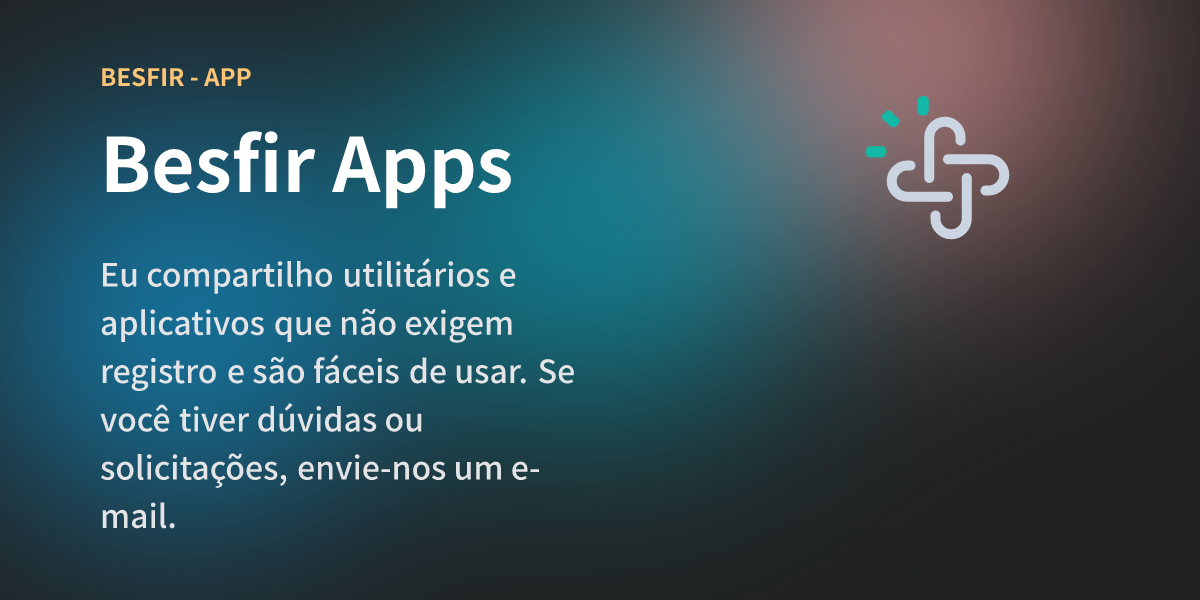 BESFIR - APP
Besfir Apps
Eu compartilho utilitários e
aplicativos que não exigem
registro e são fáceis de usar. Se
você tiver dúvidas ou
solicitações, envie-nos um e-
mail.